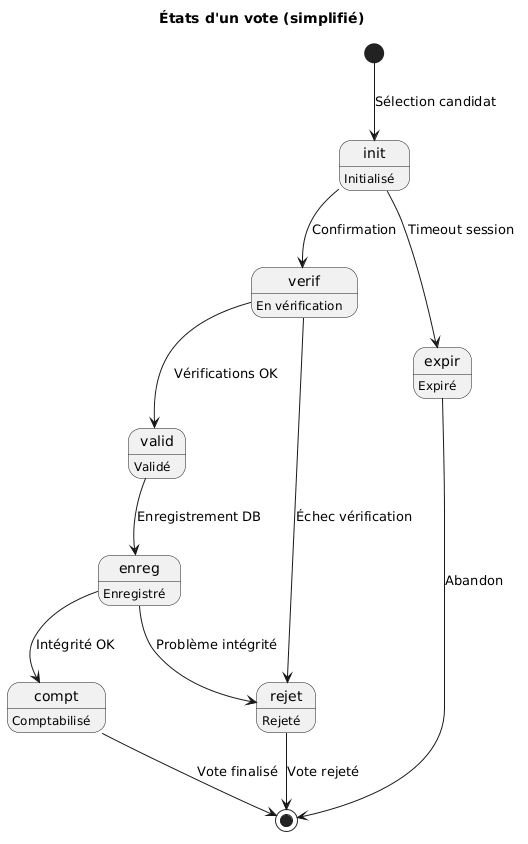 États d'un vote (simplifié)
Sélection candidat
init
Initialisé
Confirmation
Timeout session
verif
En vérification
expir
Expiré
Vérifications OK
valid
Validé
Enregistrement DB
Échec vérification
enreg
Enregistré
Abandon
Intégrité OK
Problème intégrité
compt
Comptabilisé
rejet
Rejeté
Vote finalisé
Vote rejeté